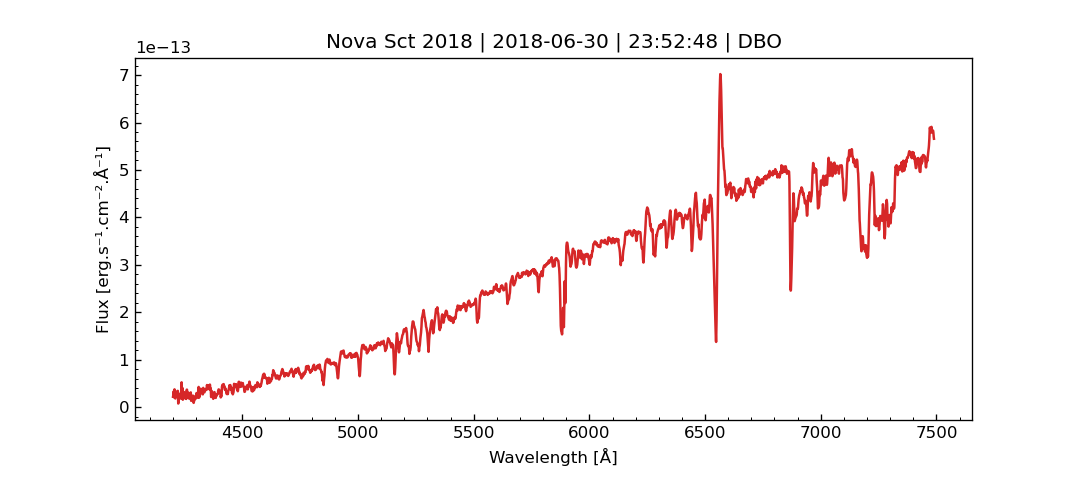 Nova Sct 2018 | 2018-06-30 | 23:52:48 | DBO
1e−13
7
6
5
4
3
2
1
0
Flux [erg.s⁻¹.cm⁻².Å⁻¹]
4500 5000 5500 6000 6500 7000 7500
Wavelength [Å]